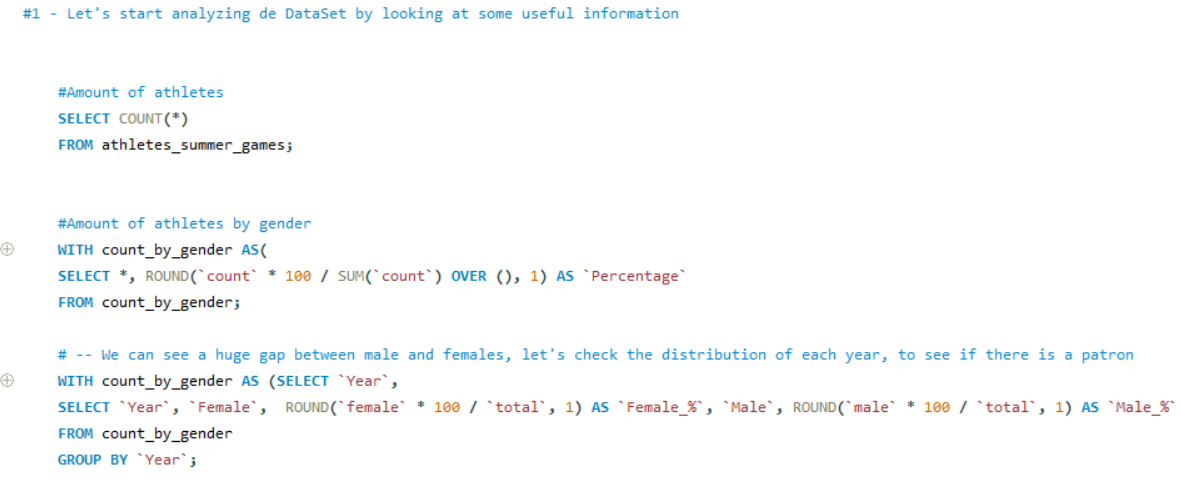 #1 - Let's start analyzing de DataSet by looking at some useful information
#Amount of athletes
SELECT COUNT(*)
FROM athletes_summer_games;
#Amount of athletes by gender
WITH count_by_gender AS(
SELECT *, ROUND(`count` * 100 / SUM(`count`) OVER (), 1) AS `Percentage`
FROM count_by_gender;
# -- We can see a huge gap between male and females, let's check the distribution of each year, to see if there is a patron
WITH count_by_gender AS (SELECT `Year`,
SELECT `Year`, `Female`,  ROUND(`female` * 100 / `total`, 1) AS `Female_%`, `Male`, ROUND(`male` * 100 / `total`, 1) AS `Male_%`
FROM count_by_gender
GROUP BY `Year`;